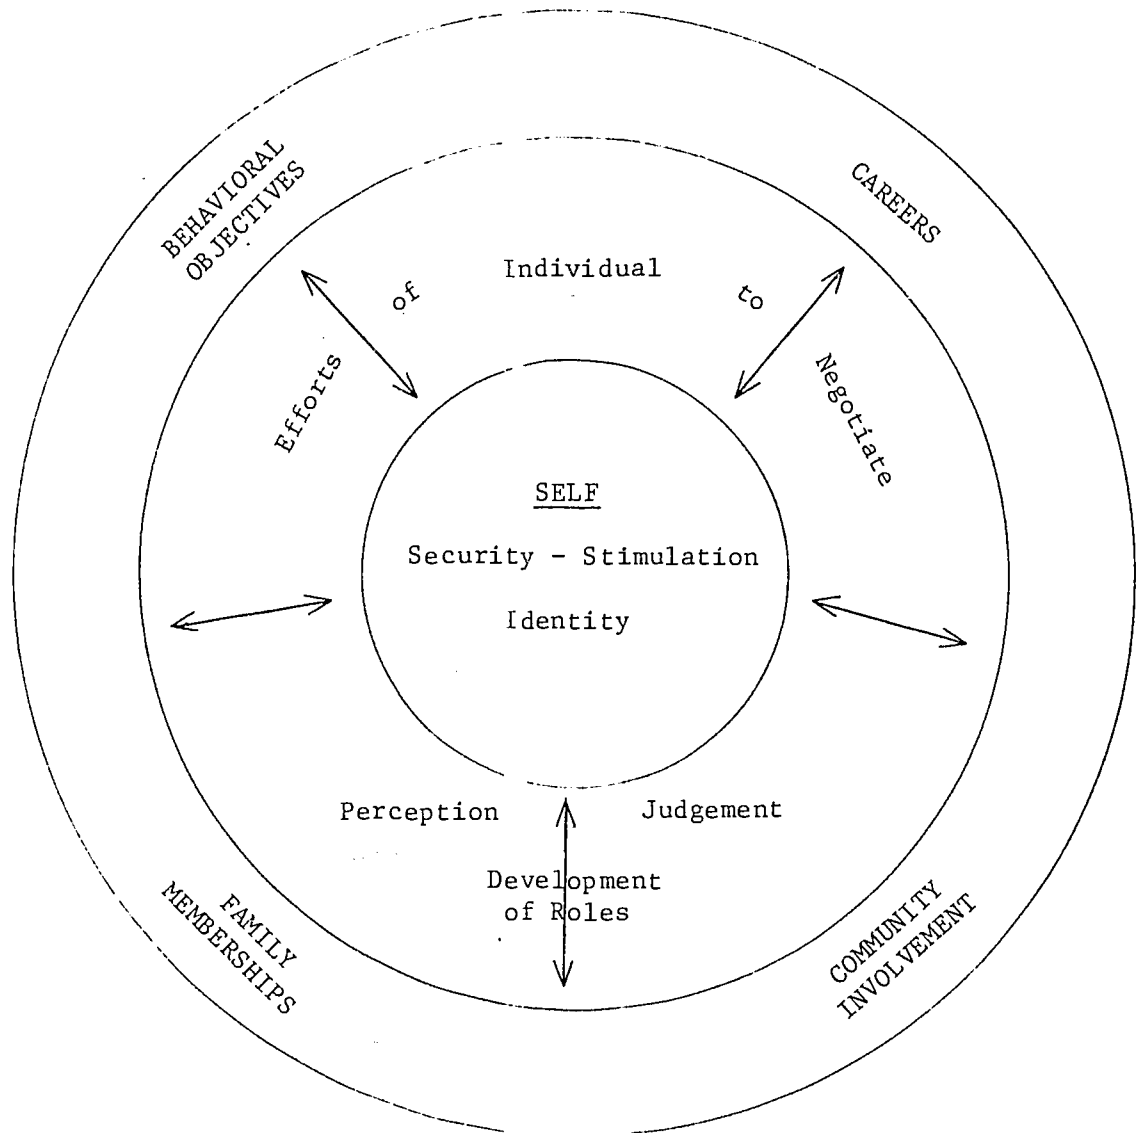 BEHAVIORAL
OBJECTIVES
CAREERS
Efforts
of
Individual
to
Negotiate
SELF
Security - Stimulation
Identity
Perception
Judgement
Development
of Roles
FAMILY
MEMBERSHIPS
COMMUNITY
INVOLVEMENT